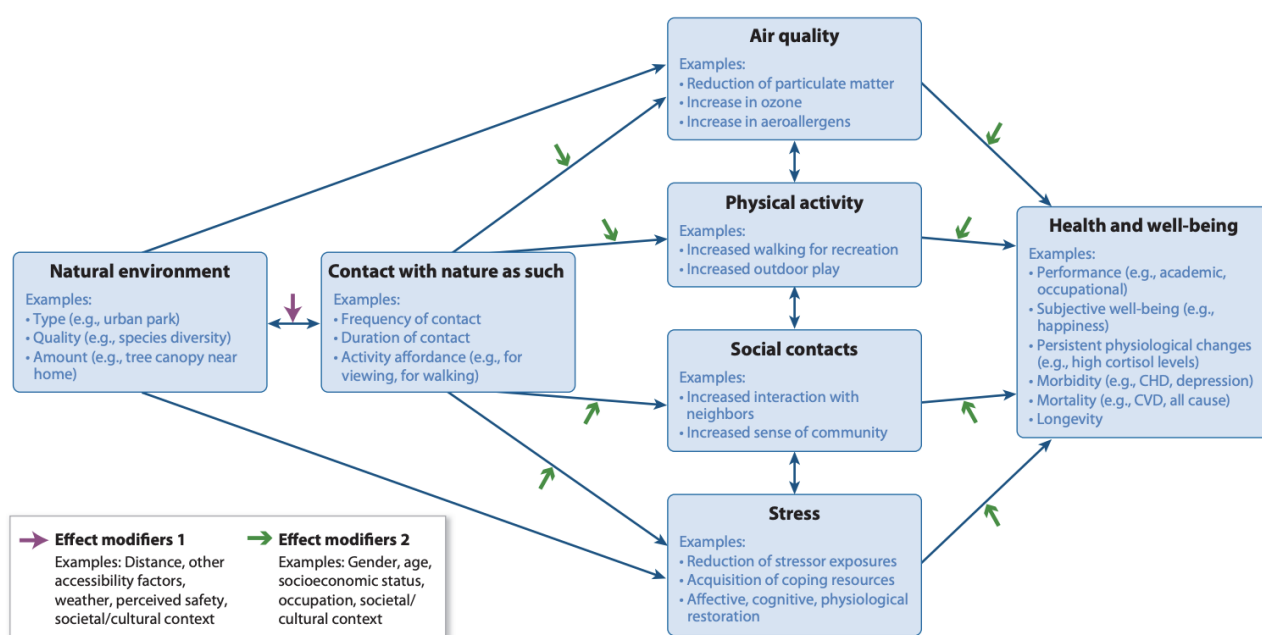 Air quality
Examples:
• Reduction of particulate matter
• Increase in ozone
• Increase in aeroallergens
Physical activity
Examples:
• Increased walking for recreation
• Increased outdoor play
Natural environment
Examples:
• Type (e.g., urban park)
• Quality (e.g., species diversity)
• Amount (e.g., tree canopy near
home)
Contact with nature as such
Examples:
• Frequency of contact
• Duration of contact
• Activity affordance (e.g., for
viewing, for walking)
Social contacts
Examples:
• Increased interaction with
neighbors
• Increased sense of community
Health and well-being
Examples:
• Performance (e.g., academic,
occupational)
• Subjective well-being (e.g.,
happiness)
• Persistent physiological changes
(e.g., high cortisol levels)
• Morbidity (e.g., CHD, depression)
• Mortality (e.g., CVD, all cause)
• Longevity
Stress
Examples:
• Reduction of stressor exposures
• Acquisition of coping resources
• Affective, cognitive, physiological
restoration
Effect modifiers 1
Examples: Distance, other
accessibility factors,
weather, perceived safety,
societal/cultural context
Effect modifiers 2
Examples: Gender, age,
socioeconomic status,
occupation, societal/
cultural context